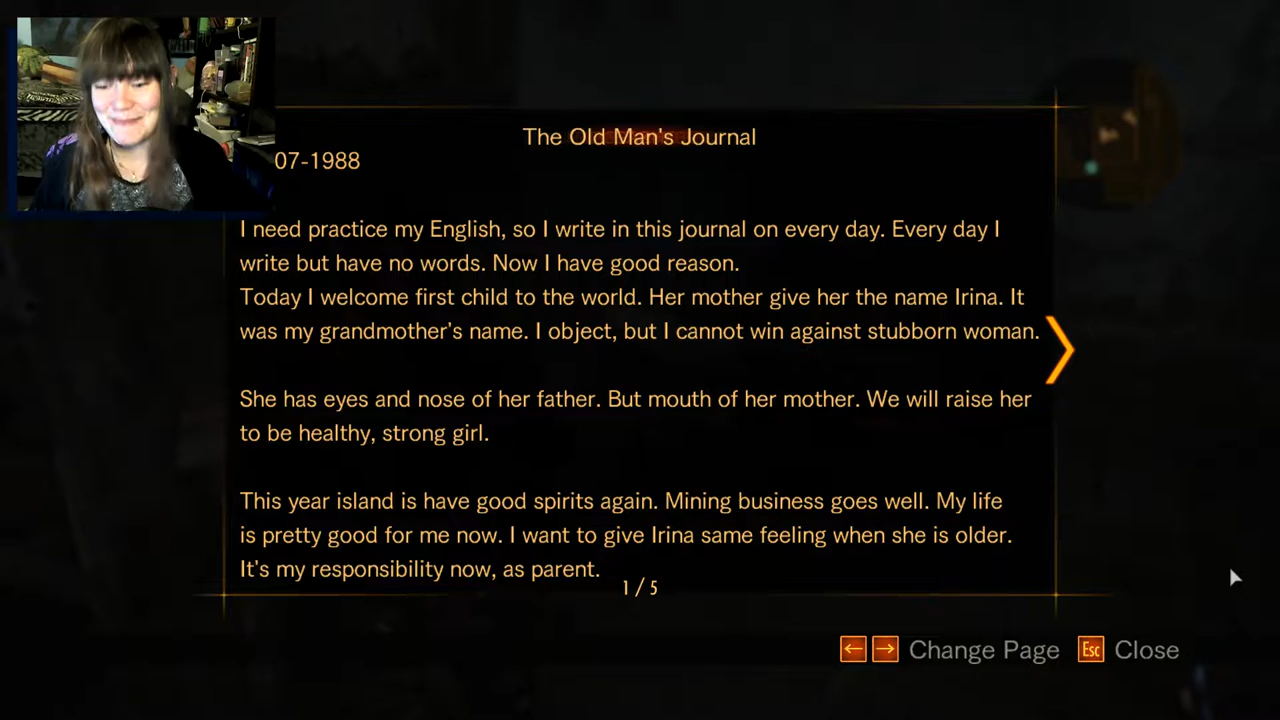 The Old Man's Journal
07-1988
I need practice my English, so I write in this journal on every day. Every day I
write but have no words. Now I have good reason.
Today I welcome first child to the world. Her mother give her the name Irina. It
was my grandmother's name. I object, but I cannot win against stubborn woman.
She has eyes and nose of her father. But mouth of her mother. We will raise her
to be healthy, strong girl.
This year island is have good spirits again. Mining business goes well. My life
is pretty good for me now. I want to give Irina same feeling when she is older.
It's my responsibility now, as parent.
1 / 5
← → Change Page Esc Close